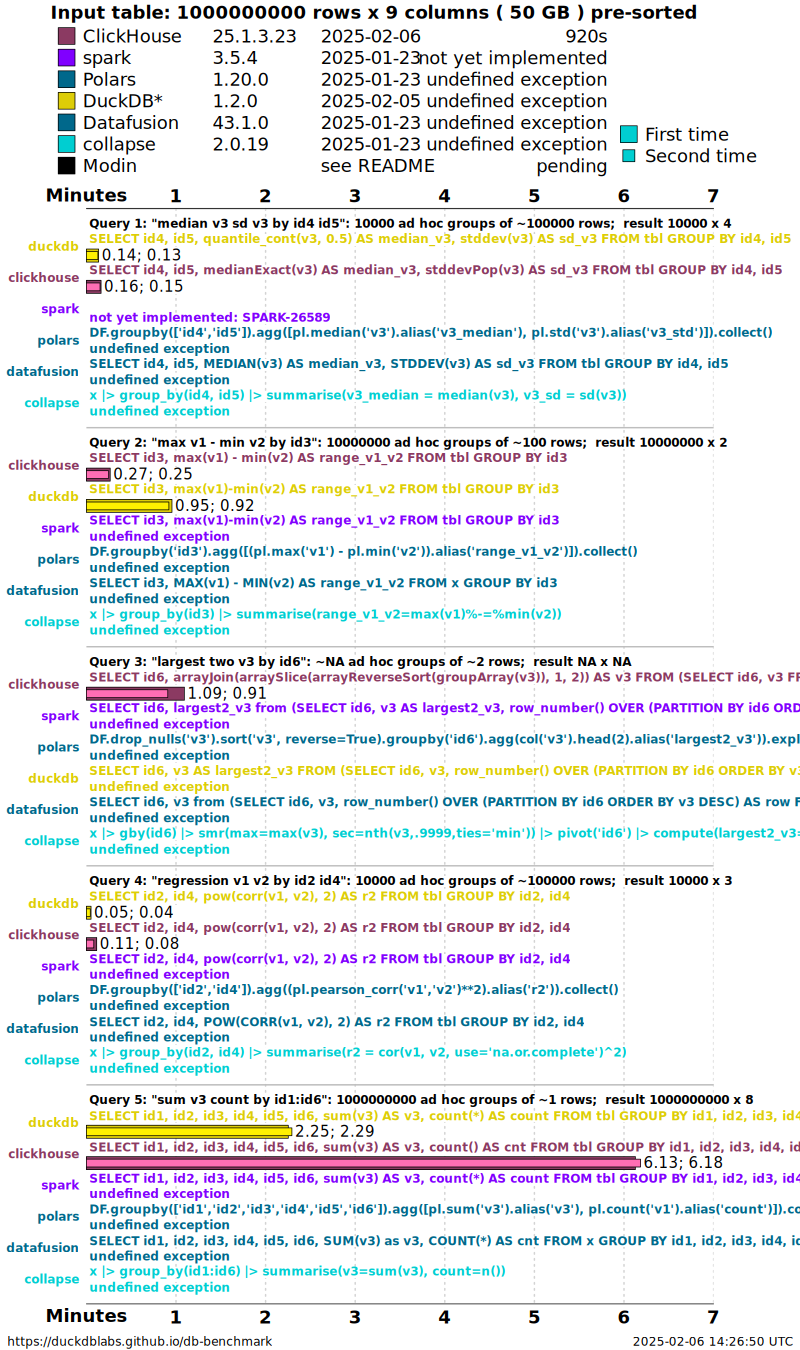 Input table: 1000000000 rows x 9 columns ( 50 GB ) pre-sorted
ClickHouse 25.1.3.23 2025-02-06 920s
spark 3.5.4 2025-01-23 not yet implemented
Polars 1.20.0 2025-01-23 undefined exception
DuckDB* 1.2.0 2025-02-05 undefined exception
Datafusion 43.1.0 2025-01-23 undefined exception
collapse 2.0.19 2025-01-23 undefined exception
Modin see README pending
First time
Second time
Minutes 1 2 3 4 5 6 7
Query 1: "median v3 sd v3 by id4 id5": 10000 ad hoc groups of ~100000 rows; result 10000 x 4
duckdb SELECT id4, id5, quantile_cont(v3, 0.5) AS median_v3, stddev(v3) AS sd_v3 FROM tbl GROUP BY id4, id5
0.14; 0.13
clickhouse SELECT id4, id5, medianExact(v3) AS median_v3, stddevPop(v3) AS sd_v3 FROM tbl GROUP BY id4, id5
0.16; 0.15
spark
not yet implemented: SPARK-26589
polars DF.groupby(['id4','id5']).agg([pl.median('v3').alias('v3_median'), pl.std('v3').alias('v3_std')]).collect()
undefined exception
datafusion SELECT id4, id5, MEDIAN(v3) AS median_v3, STDDEV(v3) AS sd_v3 FROM tbl GROUP BY id4, id5
undefined exception
collapse x |> group_by(id4, id5) |> summarise(v3_median = median(v3), v3_sd = sd(v3))
undefined exception
Query 2: "max v1 - min v2 by id3": 10000000 ad hoc groups of ~100 rows; result 10000000 x 2
clickhouse SELECT id3, max(v1) - min(v2) AS range_v1_v2 FROM tbl GROUP BY id3
0.27; 0.25
duckdb SELECT id3, max(v1)-min(v2) AS range_v1_v2 FROM tbl GROUP BY id3
0.95; 0.92
spark SELECT id3, max(v1)-min(v2) AS range_v1_v2 FROM tbl GROUP BY id3
undefined exception
polars DF.groupby('id3').agg([(pl.max('v1') - pl.min('v2')).alias('range_v1_v2')]).collect()
undefined exception
datafusion SELECT id3, MAX(v1) - MIN(v2) AS range_v1_v2 FROM x GROUP BY id3
undefined exception
collapse x |> group_by(id3) |> summarise(range_v1_v2=max(v1)%-=%min(v2))
undefined exception
Query 3: "largest two v3 by id6": ~NA ad hoc groups of ~2 rows; result NA x NA
clickhouse SELECT id6, arrayJoin(arraySlice(arrayReverseSort(groupArray(v3)), 1, 2)) AS v3 FROM (SELECT id6, v3 FR
1.09; 0.91
spark SELECT id6, largest2_v3 from (SELECT id6, v3 AS largest2_v3, row_number() OVER (PARTITION BY id6 ORD
undefined exception
polars DF.drop_nulls('v3').sort('v3', reverse=True).groupby('id6').agg(col('v3').head(2).alias('largest2_v3')).expl
undefined exception
duckdb SELECT id6, v3 AS largest2_v3 FROM (SELECT id6, v3, row_number() OVER (PARTITION BY id6 ORDER BY v3
undefined exception
datafusion SELECT id6, v3 from (SELECT id6, v3, row_number() OVER (PARTITION BY id6 ORDER BY v3 DESC) AS row F
undefined exception
collapse x |> gby(id6) |> smr(max=max(v3), sec=nth(v3,.9999,ties='min')) |> pivot('id6') |> compute(largest2_v3=
undefined exception
Query 4: "regression v1 v2 by id2 id4": 10000 ad hoc groups of ~100000 rows; result 10000 x 3
duckdb SELECT id2, id4, pow(corr(v1, v2), 2) AS r2 FROM tbl GROUP BY id2, id4
0.05; 0.04
clickhouse SELECT id2, id4, pow(corr(v1, v2), 2) AS r2 FROM tbl GROUP BY id2, id4
0.11; 0.08
spark SELECT id2, id4, pow(corr(v1, v2), 2) AS r2 FROM tbl GROUP BY id2, id4
undefined exception
polars DF.groupby(['id2','id4']).agg((pl.pearson_corr('v1','v2')**2).alias('r2')).collect()
undefined exception
datafusion SELECT id2, id4, POW(CORR(v1, v2), 2) AS r2 FROM tbl GROUP BY id2, id4
undefined exception
collapse x |> group_by(id2, id4) |> summarise(r2 = cor(v1, v2, use='na.or.complete')^2)
undefined exception
Query 5: "sum v3 count by id1:id6": 1000000000 ad hoc groups of ~1 rows; result 1000000000 x 8
duckdb SELECT id1, id2, id3, id4, id5, id6, sum(v3) AS v3, count(*) AS count FROM tbl GROUP BY id1, id2, id3, id4
2.25; 2.29
clickhouse SELECT id1, id2, id3, id4, id5, id6, sum(v3) AS v3, count() AS cnt FROM tbl GROUP BY id1, id2, id3, id4, id
6.13; 6.18
spark SELECT id1, id2, id3, id4, id5, id6, sum(v3) AS v3, count(*) AS count FROM tbl GROUP BY id1, id2, id3, id4
undefined exception
polars DF.groupby(['id1','id2','id3','id4','id5','id6']).agg([pl.sum('v3').alias('v3'), pl.count('v1').alias('count')]).co
undefined exception
datafusion SELECT id1, id2, id3, id4, id5, id6, SUM(v3) as v3, COUNT(*) AS cnt FROM x GROUP BY id1, id2, id3, id4, id
undefined exception
collapse x |> group_by(id1:id6) |> summarise(v3=sum(v3), count=n())
undefined exception
Minutes 1 2 3 4 5 6 7
https://duckdblabs.github.io/db-benchmark 2025-02-06 14:26:50 UTC